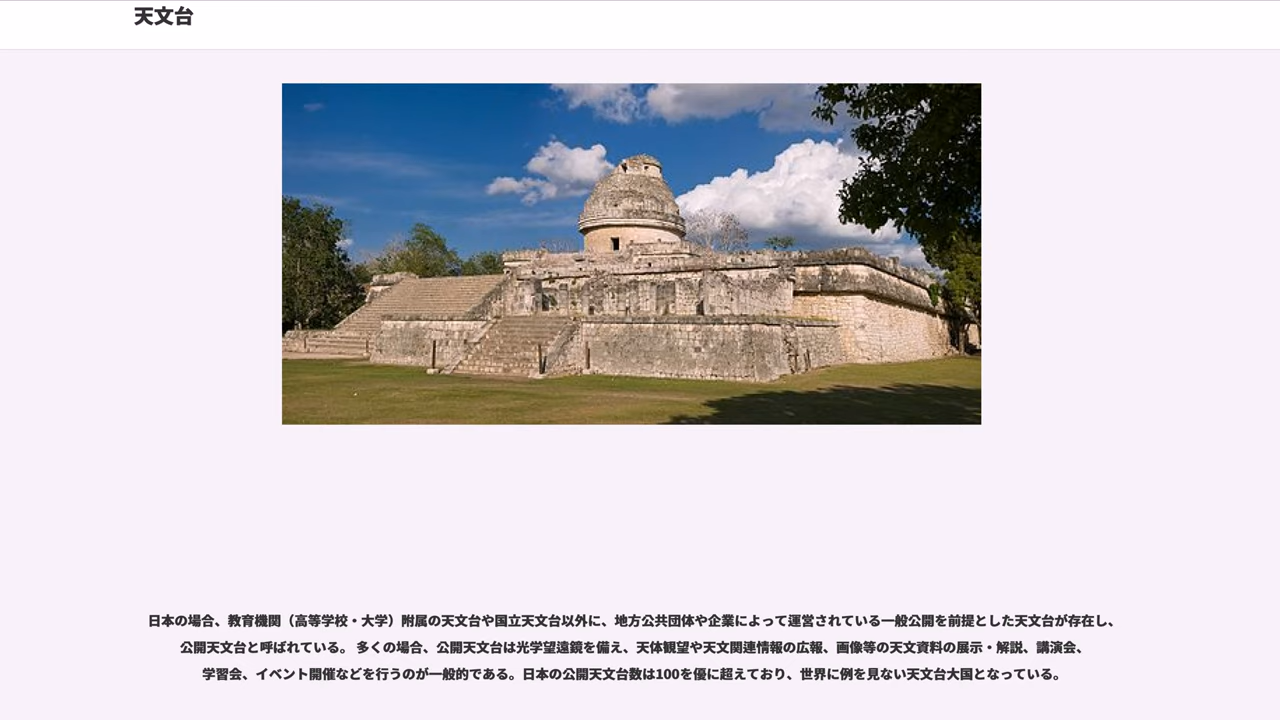 天文台
日本の場合、教育機関（高等学校・大学）附属の天文台や国立天文台以外に、地方公共団体や企業によって運営されている一般公開を前提とした天文台が存在し、
公開天文台と呼ばれている。 多くの場合、公開天文台は光学望遠鏡を備え、天体観望や天文関連情報の広報、画像等の天文資料の展示・解説、講演会、
学習会、イベント開催などを行うのが一般的である。日本の公開天文台数は100を優に超えており、世界に例を見ない天文台大国となっている。